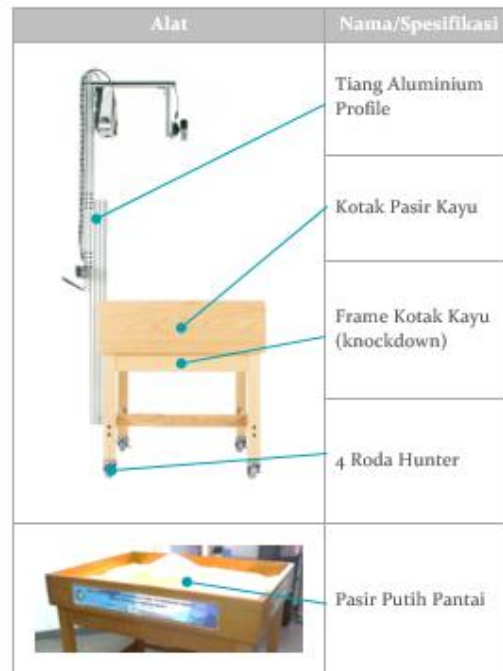 Alat
Nama/Spesifikasi
Tiang Aluminium
Profile
Kotak Pasir Kayu
Frame Kotak Kayu
(knockdown)
4 Roda Hunter
Pasir Putih Pantai